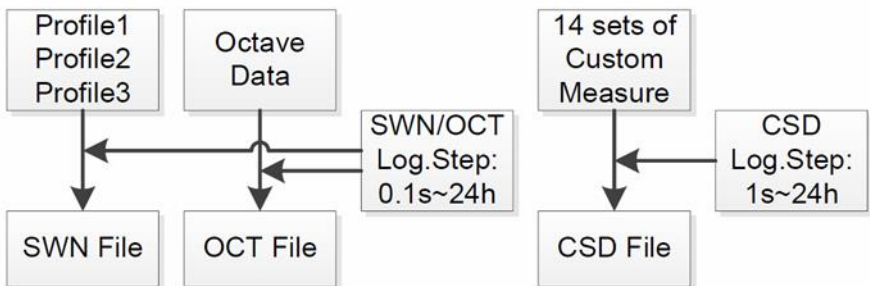 Profile1
Profile2
Profile3
Octave
Data
14 sets of
Custom
Measure
SWN/OCT
Log.Step:
0.1s~24h
CSD
Log.Step:
1s~24h
SWN File
OCT File
CSD File